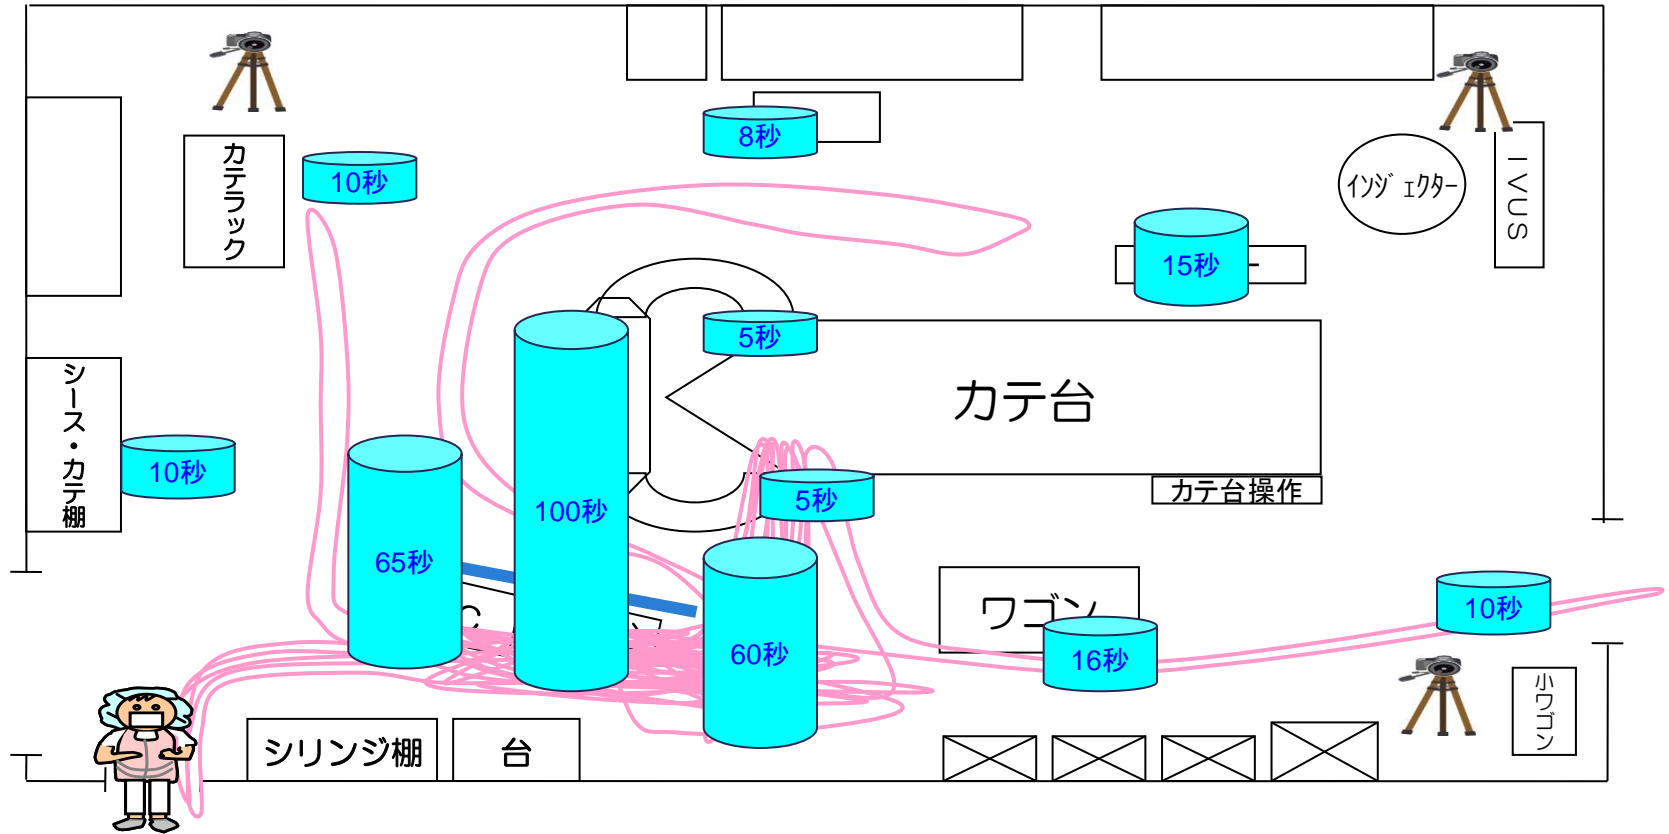 8秒
カテラック
10秒
インジェクター
IVUS
15秒
5秒
カテ台
シース・カテ棚
10秒
カテ台操作
5秒
100秒
65秒
ワゴン
10秒
60秒
16秒
小ワゴン
シリンジ棚
台